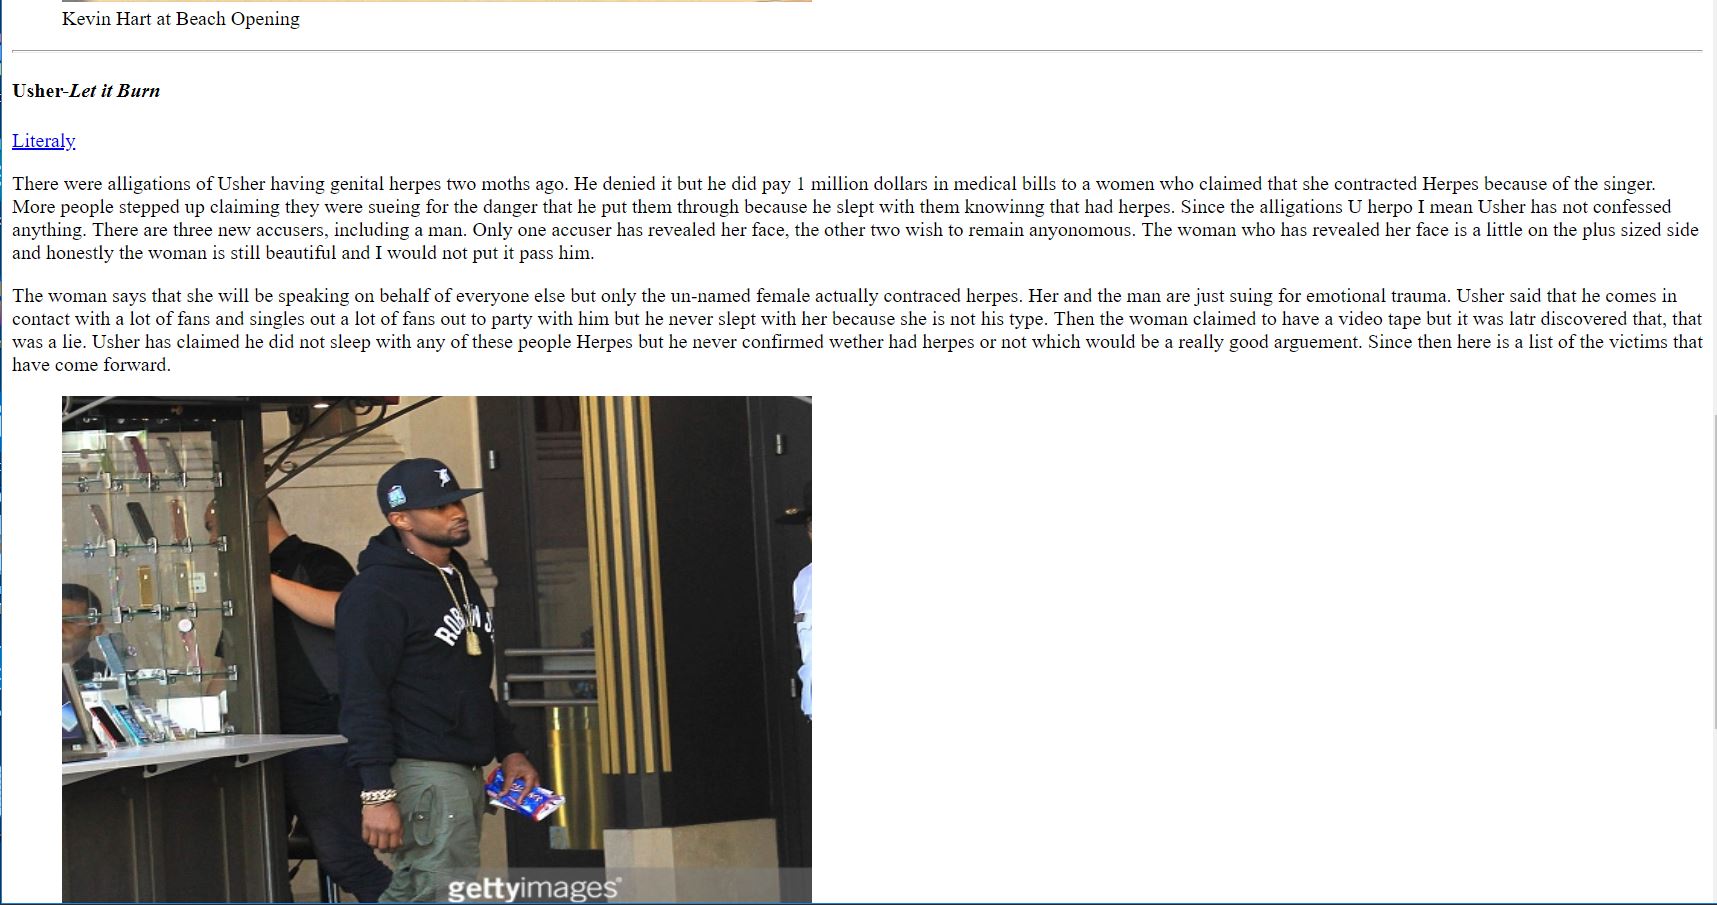 Kevin Hart at Beach Opening
Usher-Let it Burn
Literaly
There were alligations of Usher having genital herpes two moths ago. He denied it but he did pay 1 million dollars in medical bills to a women who claimed that she contracted Herpes because of the singer.
More people stepped up claiming they were sueing for the danger that he put them through because he slept with them knowinng that had herpes. Since the alligations U herpo I mean Usher has not confessed
anything. There are three new accusers, including a man. Only one accuser has revealed her face, the other two wish to remain anyonomous. The woman who has revealed her face is a little on the plus sized side
and honestly the woman is still beautiful and I would not put it pass him.
The woman says that she will be speaking on behalf of everyone else but only the un-named female actually contraced herpes. Her and the man are just suing for emotional trauma. Usher said that he comes in
contact with a lot of fans and singles out a lot of fans out to party with him but he never slept with her because she is not his type. Then the woman claimed to have a video tape but it was latr discovered that, that
was a lie. Usher has claimed he did not sleep with any of these people Herpes but he never confirmed wether had herpes or not which would be a really good arguement. Since then here is a list of the victims that
have come forward.
gettyimages®